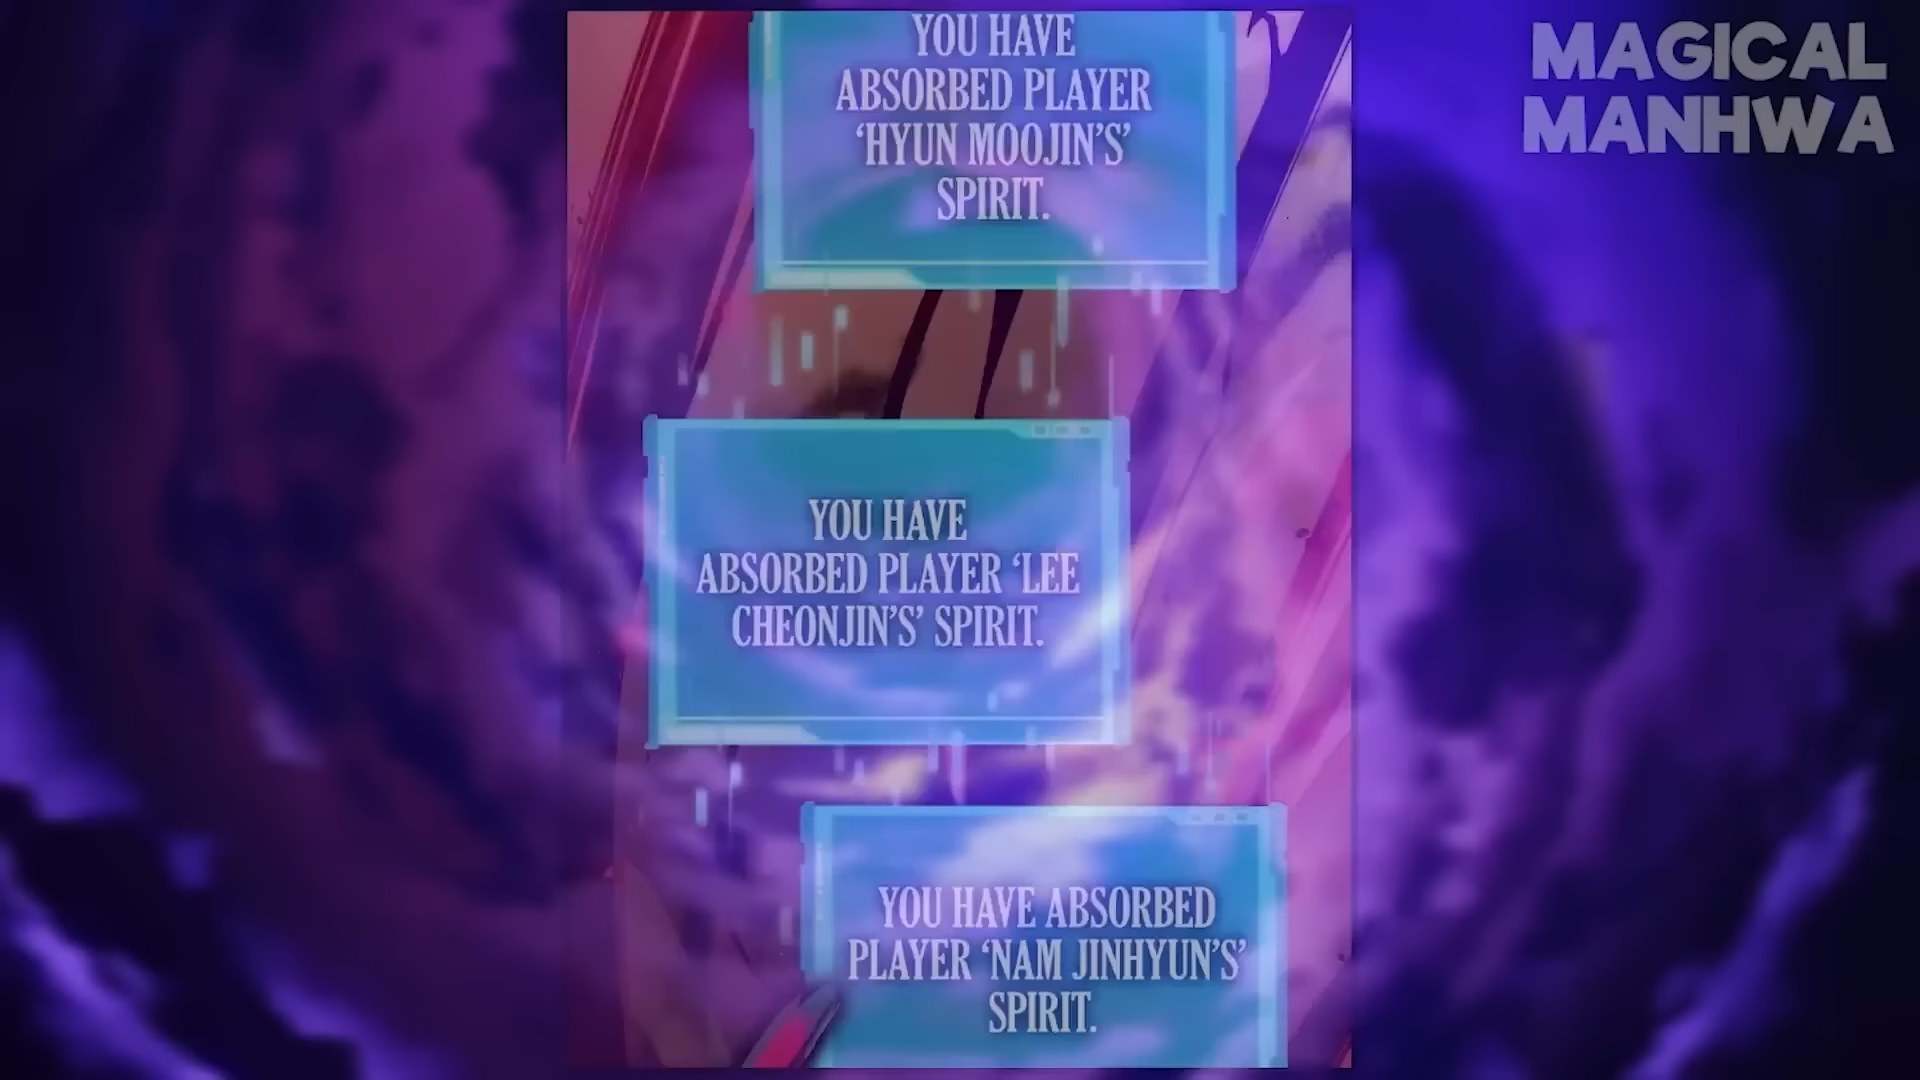 MAGICAL
MANHWA
YOU HAVE
ABSORBED PLAYER
‘HYUN MOOJIN’S’
SPIRIT.
YOU HAVE
ABSORBED PLAYER ‘LEE
CHEONJIN’S’ SPIRIT.
YOU HAVE ABSORBED
PLAYER ‘NAM JINHYUN’S’
SPIRIT.